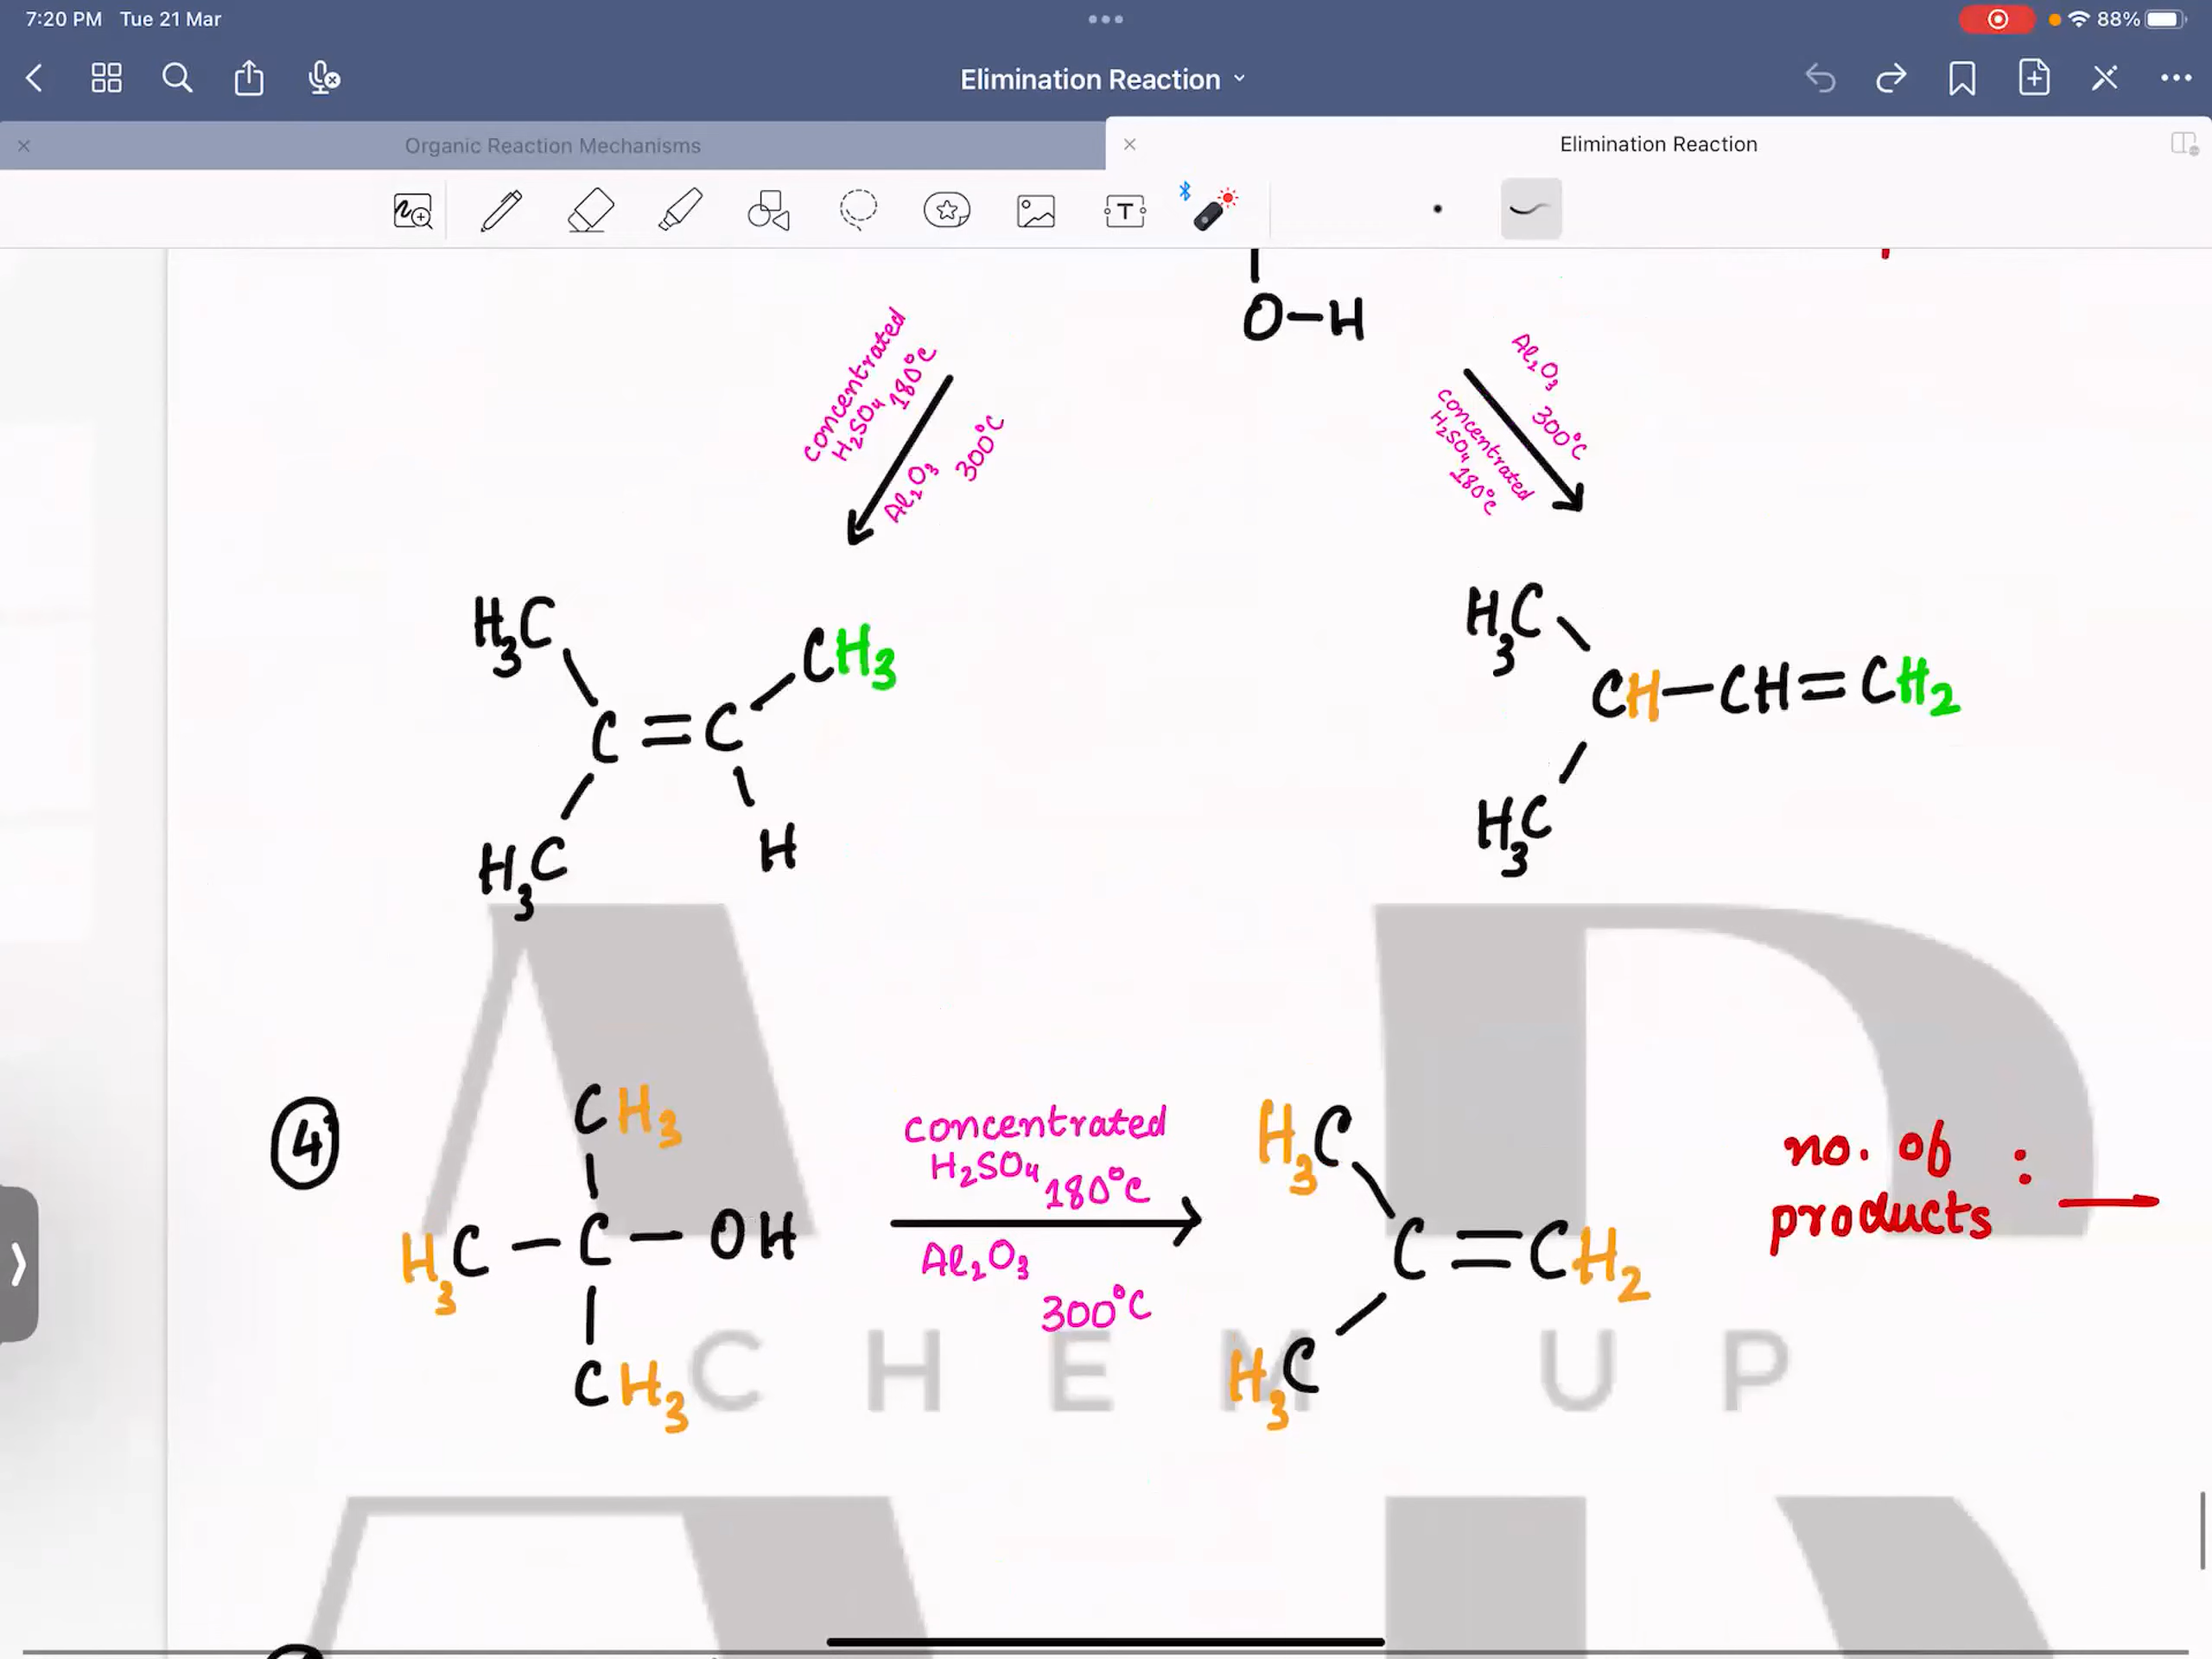 7:20 PM Tue 21 Mar
88%
Elimination Reaction
Organic Reaction Mechanisms
Elimination Reaction
T
O-H
concentrated
H₂SO₄ 180°C
Al₂O₃ 300°C
Al₂O₃ 300°C
concentrated
H₂SO₄ 180°C
H₃C
CH₃
C=C
H₃C
H
H₃C
CH-CH=CH₂
H₃C
④
CH₃
H₃C-C-OH
CH₃
concentrated
H₂SO₄ 180°C
Al₂O₃
300°C
H₃C
C=CH₂
H₃C
no. of
products :
CHEM UP